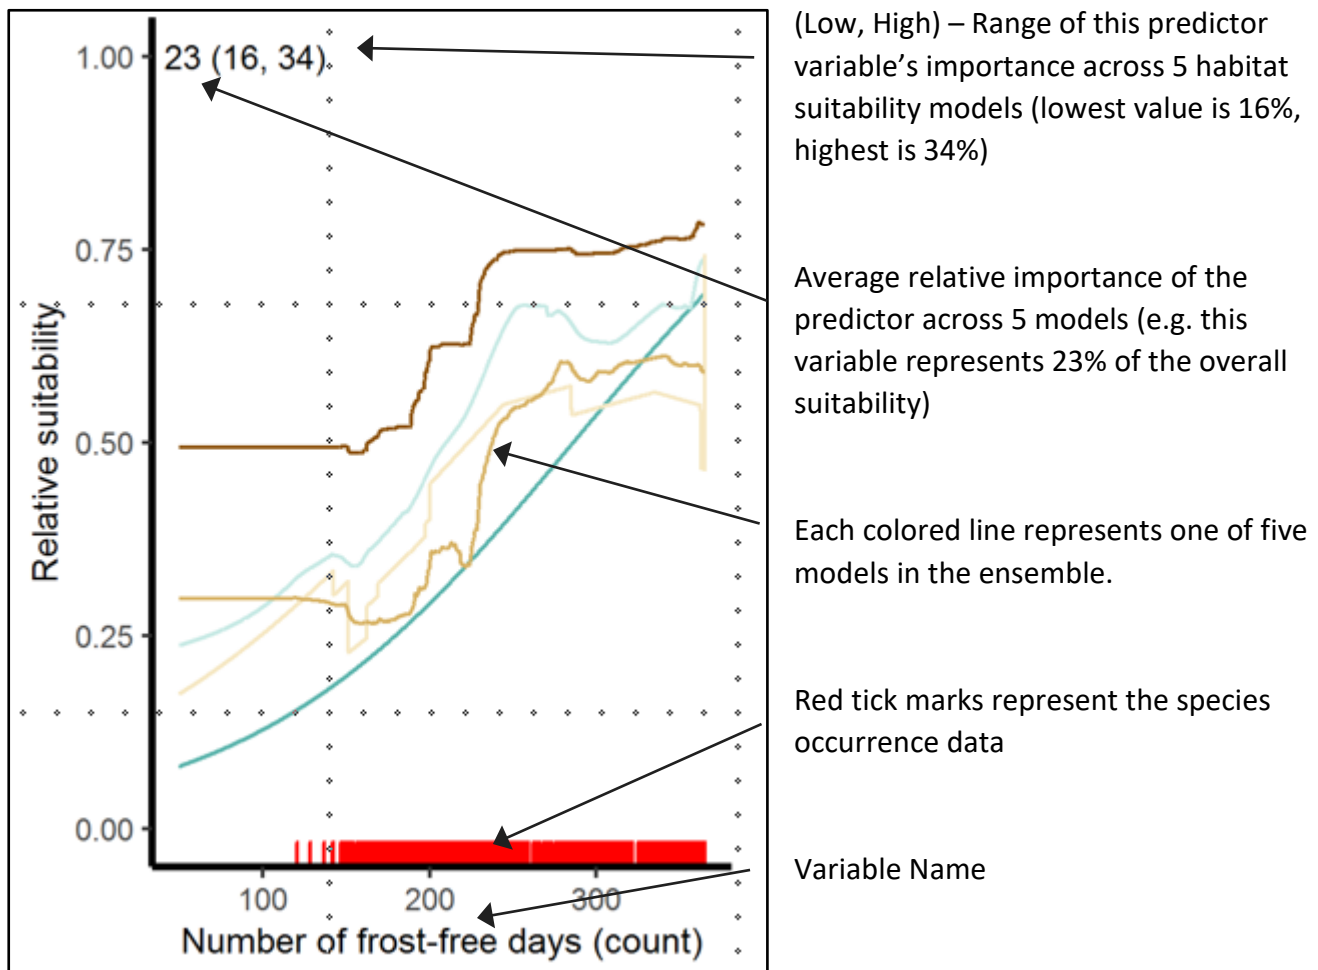 (Low, High) – Range of this predictor
variable's importance across 5 habitat
suitability models (lowest value is 16%,
highest is 34%)
Average relative importance of the
predictor across 5 models (e.g. this
variable represents 23% of the overall
suitability)
Each colored line represents one of five
models in the ensemble.
Red tick marks represent the species
occurrence data
Variable Name
23 (16, 34)
1.00
0.75
0.50
0.25
0.00
Relative suitability
100 200 300
Number of frost-free days (count)